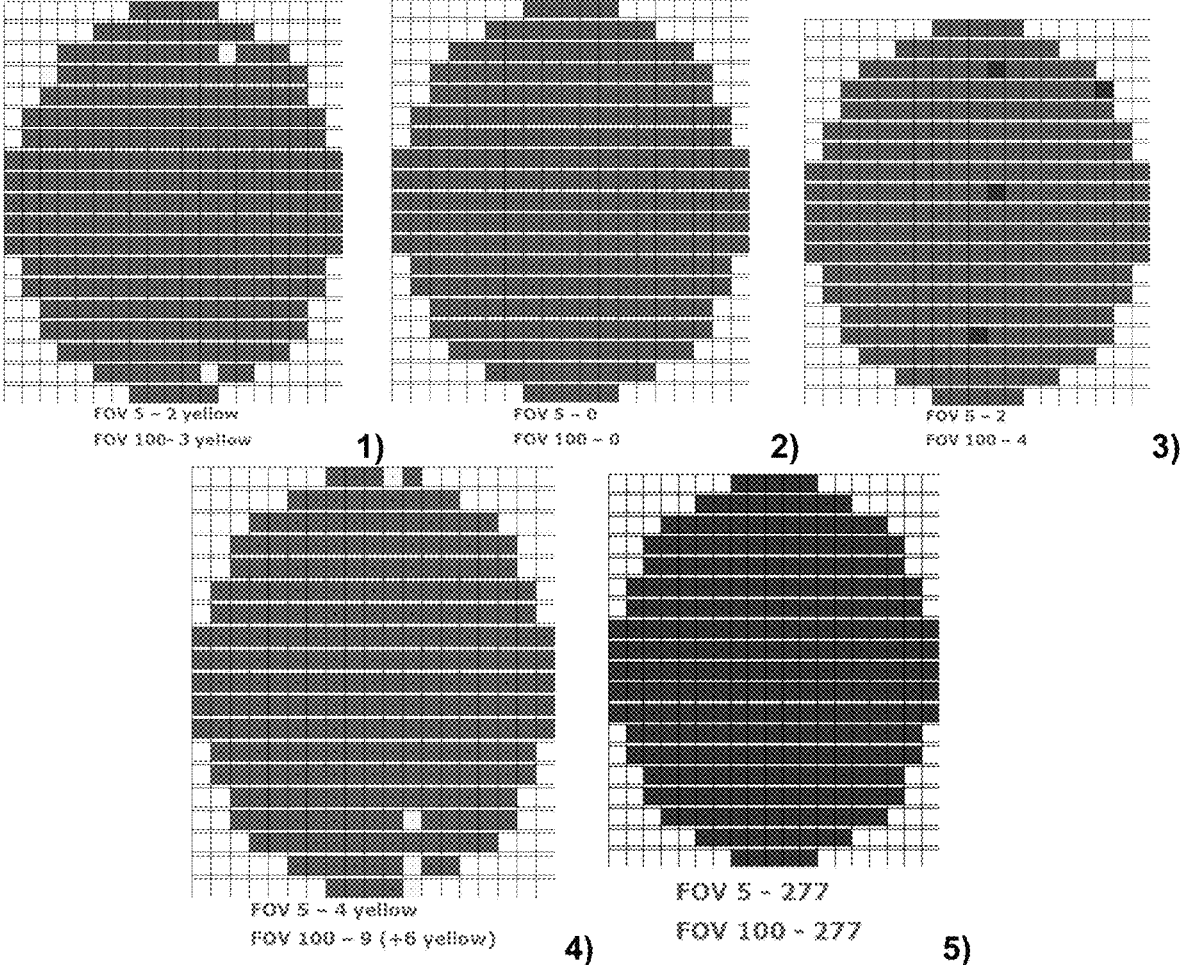 FOV 5 - 2 yellow
FOV 100- 3 yellow
1)
FOV 5 - 0
FOV 100 - 0
2)
FOV 5 - 2
FOV 100 - 4
3)
FOV 5 - 4 yellow
FOV 100 - 9 (+6 yellow)
4)
FOV 5 - 277
FOV 100 - 277
5)